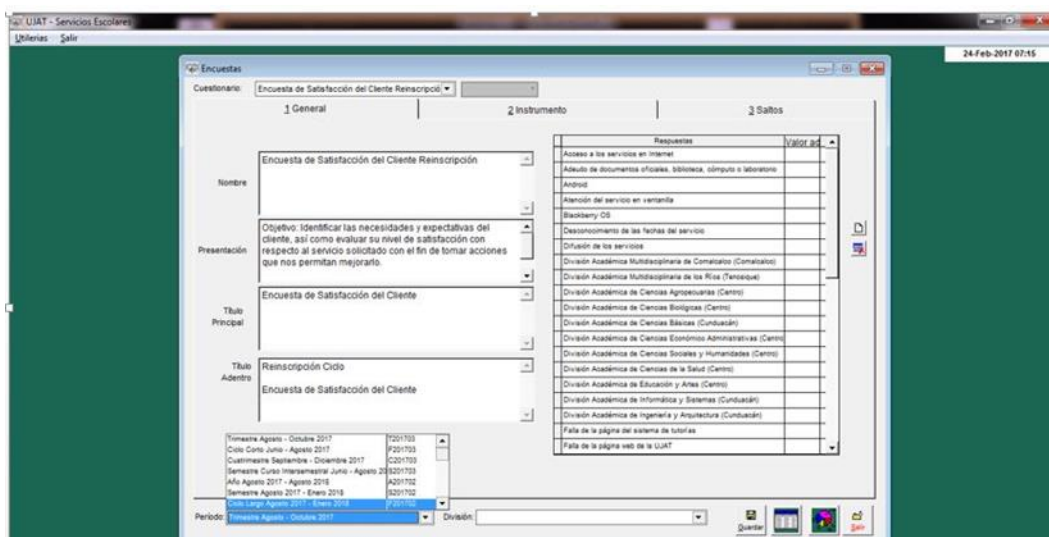 UJAT - Servicios Escolares
Utilerias Salir
24-Feb-2017 07:15
Encuestas
Cuestionario: Encuesta de Satisfacción del Cliente Reinscripció
1 General 2 Instrumento 3 Saltos
Nombre
Encuesta de Satisfacción del Cliente Reinscripción
Presentación
Objetivo: Identificar las necesidades y expectativas del
cliente, así como evaluar su nivel de satisfacción con
respecto al servicio solicitado con el fin de tomar acciones
que nos permitan mejorarlo.
Título
Principal
Encuesta de Satisfacción del Cliente
Título
Adentro
Reinscripción Ciclo
Encuesta de Satisfacción del Cliente
Respuestas Valor ad
Acceso a los servicios en Internet
Adeudo de documentos oficiales, biblioteca, cómputo o laboratorio
Android
Atención del servicio en ventanilla
Blackberry OS
Desconocimiento de las fechas del servicio
Difusión de los servicios
División Académica Multidisciplinaria de Comalcalco (Comalcalco)
División Académica Multidisciplinaria de los Ríos (Tenosique)
División Académica de Ciencias Agropecuarias (Centro)
División Académica de Ciencias Biológicas (Centro)
División Académica de Ciencias Básicas (Cunduacán)
División Académica de Ciencias Económico Administrativas (Centro
División Académica de Ciencias Sociales y Humanidades (Centro)
División Académica de Ciencias de la Salud (Centro)
División Académica de Educación y Artes (Centro)
División Académica de Informática y Sistemas (Cunduacán)
División Académica de Ingeniería y Arquitectura (Cunduacán)
Falla de la página del sistema de tutorías
Falla de la página web de la UJAT
Trimestre Agosto - Octubre 2017 T201703
Ciclo Corto Junio - Agosto 2017 F201703
Cuatrimestre Septiembre - Diciembre 2017 C201703
Semestre Curso Intersemestral Junio - Agosto 20 S201703
Año Agosto 2017 - Agosto 2018 A201702
Semestre Agosto 2017 - Enero 2018 S201702
Ciclo Largo Agosto 2017 - Enero 2018 F201702
Período: Trimestre Agosto - Octubre 2017 División:
Guardar Salir